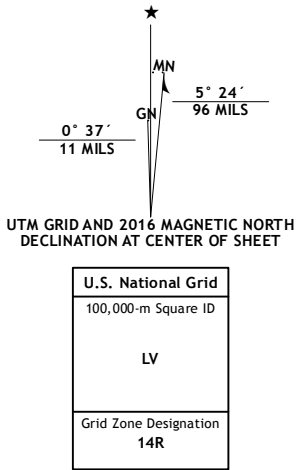 MN
GN
5° 24´
96 MILS
0° 37´
11 MILS
UTM GRID AND 2016 MAGNETIC NORTH
DECLINATION AT CENTER OF SHEET
U.S. National Grid
100,000-m Square ID
LV
Grid Zone Designation
14R